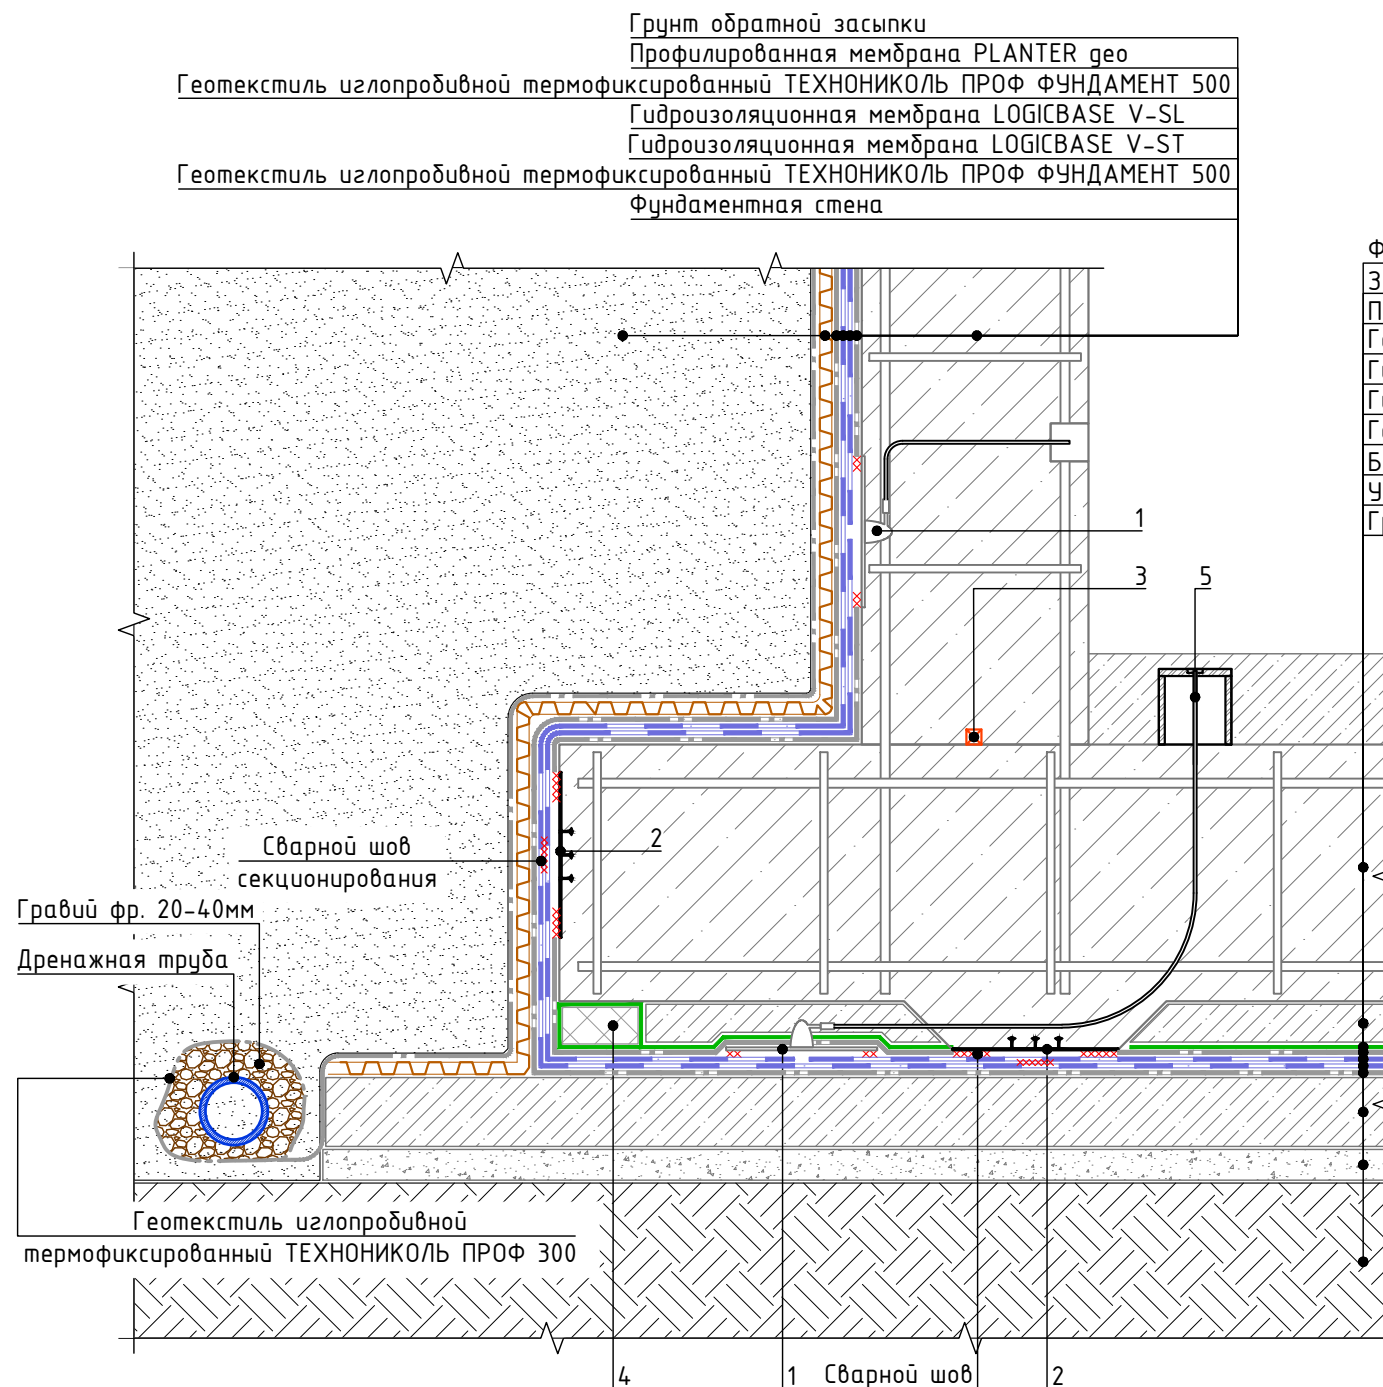 Грунт обратной засыпки
Профилированная мембрана PLANTER geo
Геотекстиль иглопробивной термофиксированный ТЕХНОНИКОЛЬ ПРОФ ФУНДАМЕНТ 500
Гидроизоляционная мембрана LOGICBASE V-SL
Гидроизоляционная мембрана LOGICBASE V-ST
Геотекстиль иглопробивной термофиксированный ТЕХНОНИКОЛЬ ПРОФ ФУНДАМЕНТ 500
Фундаментная стена
1
3
5
2
Сварной шов
секционирования
Гравий фр. 20-40мм
Дренажная труба
Геотекстиль иглопробивной
термофиксированный ТЕХНОНИКОЛЬ ПРОФ 300
4
1
Сварной шов
2